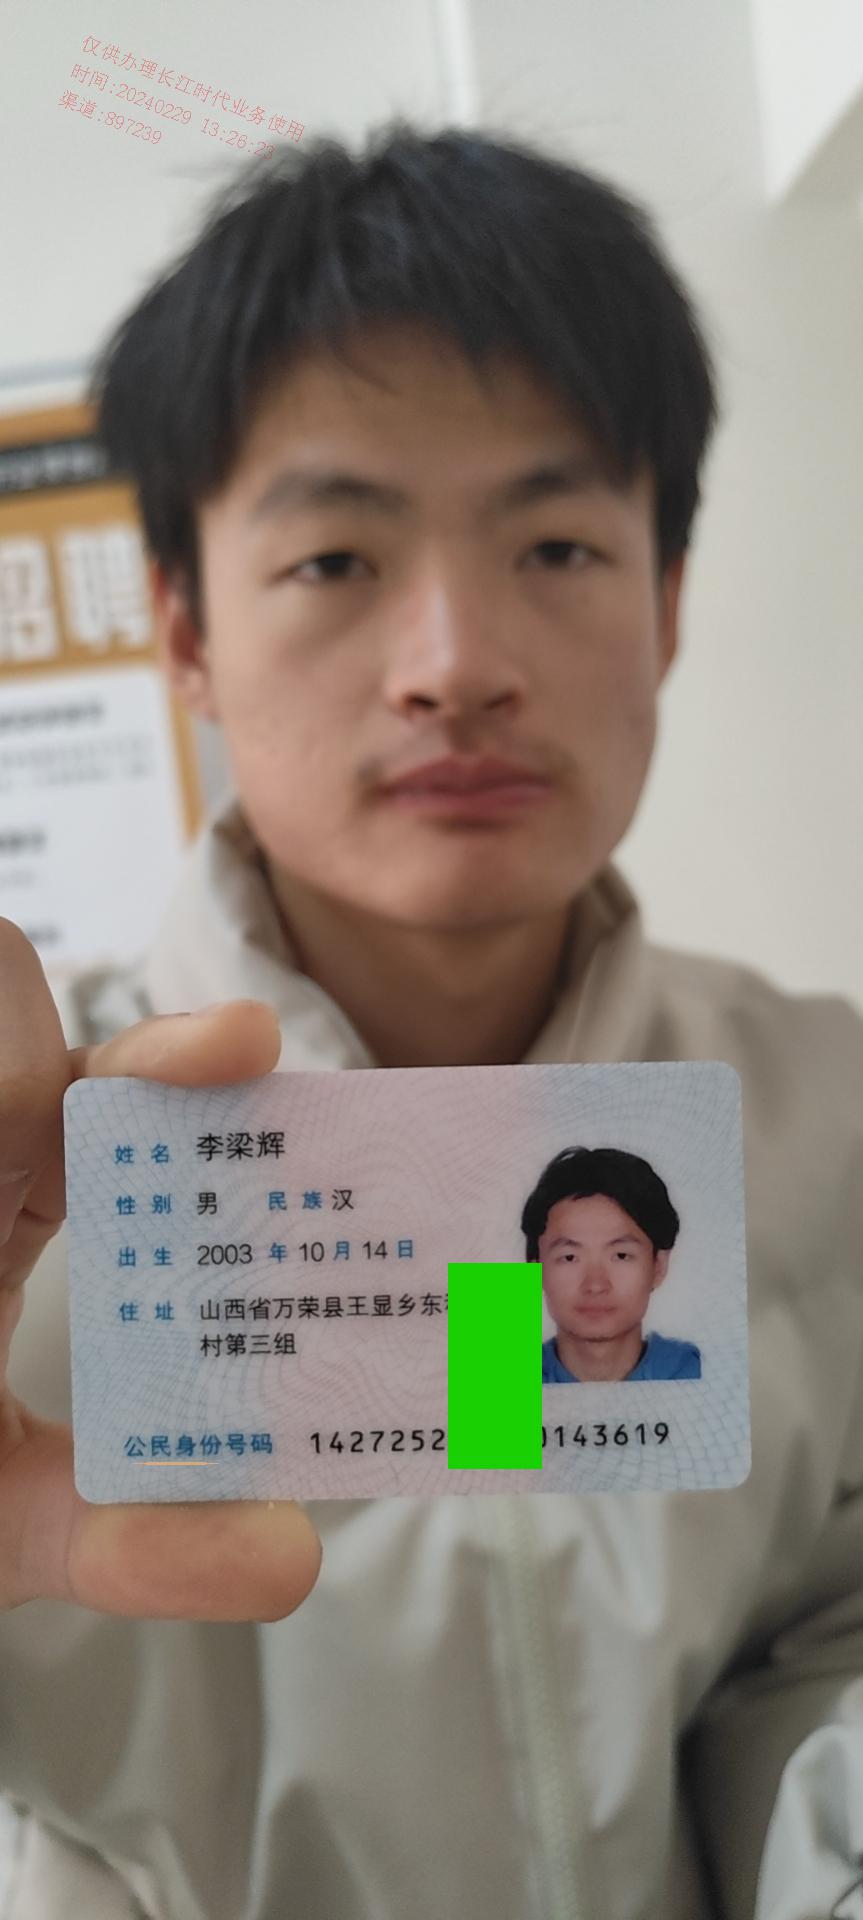 仅供办理长江时代业务使用
时间:20240229 13:26:23
渠道:897239
招聘
姓名 李梁辉
性别 男 民族 汉
出生 2003 年 10 月 14 日
住址 山西省万荣县王显乡东
村第三组
公民身份号码 1427252 0143619